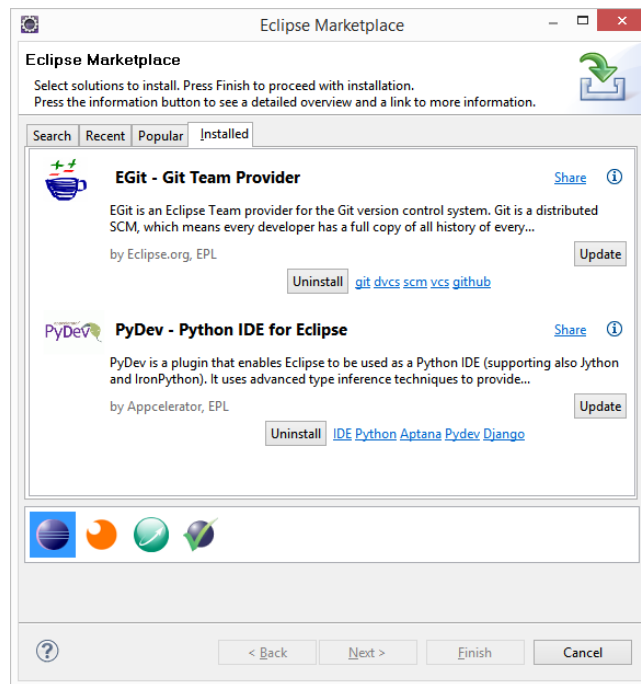 Eclipse Marketplace
Eclipse Marketplace
Select solutions to install. Press Finish to proceed with installation.
Press the information button to see a detailed overview and a link to more information.
Search Recent Popular Installed
EGit - Git Team Provider Share
EGit is an Eclipse Team provider for the Git version control system. Git is a distributed
SCM, which means every developer has a full copy of all history of every...
by Eclipse.org, EPL Update
Uninstall git dvcs scm vcs github
PyDev PyDev - Python IDE for Eclipse Share
PyDev is a plugin that enables Eclipse to be used as a Python IDE (supporting also Jython
and IronPython). It uses advanced type inference techniques to provide...
by Appcelerator, EPL Update
Uninstall IDE Python Aptana Pydev Django
< Back Next > Finish Cancel